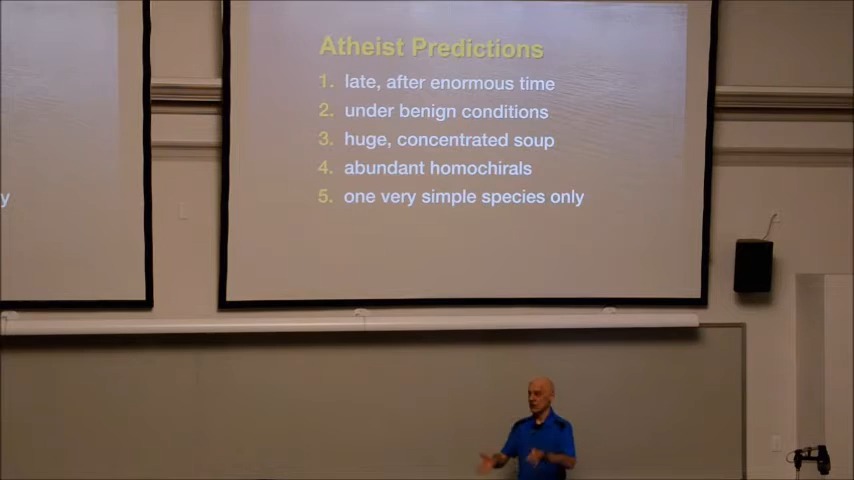 Atheist Predictions
1. late, after enormous time
2. under benign conditions
3. huge, concentrated soup
4. abundant homochirals
5. one very simple species only
y